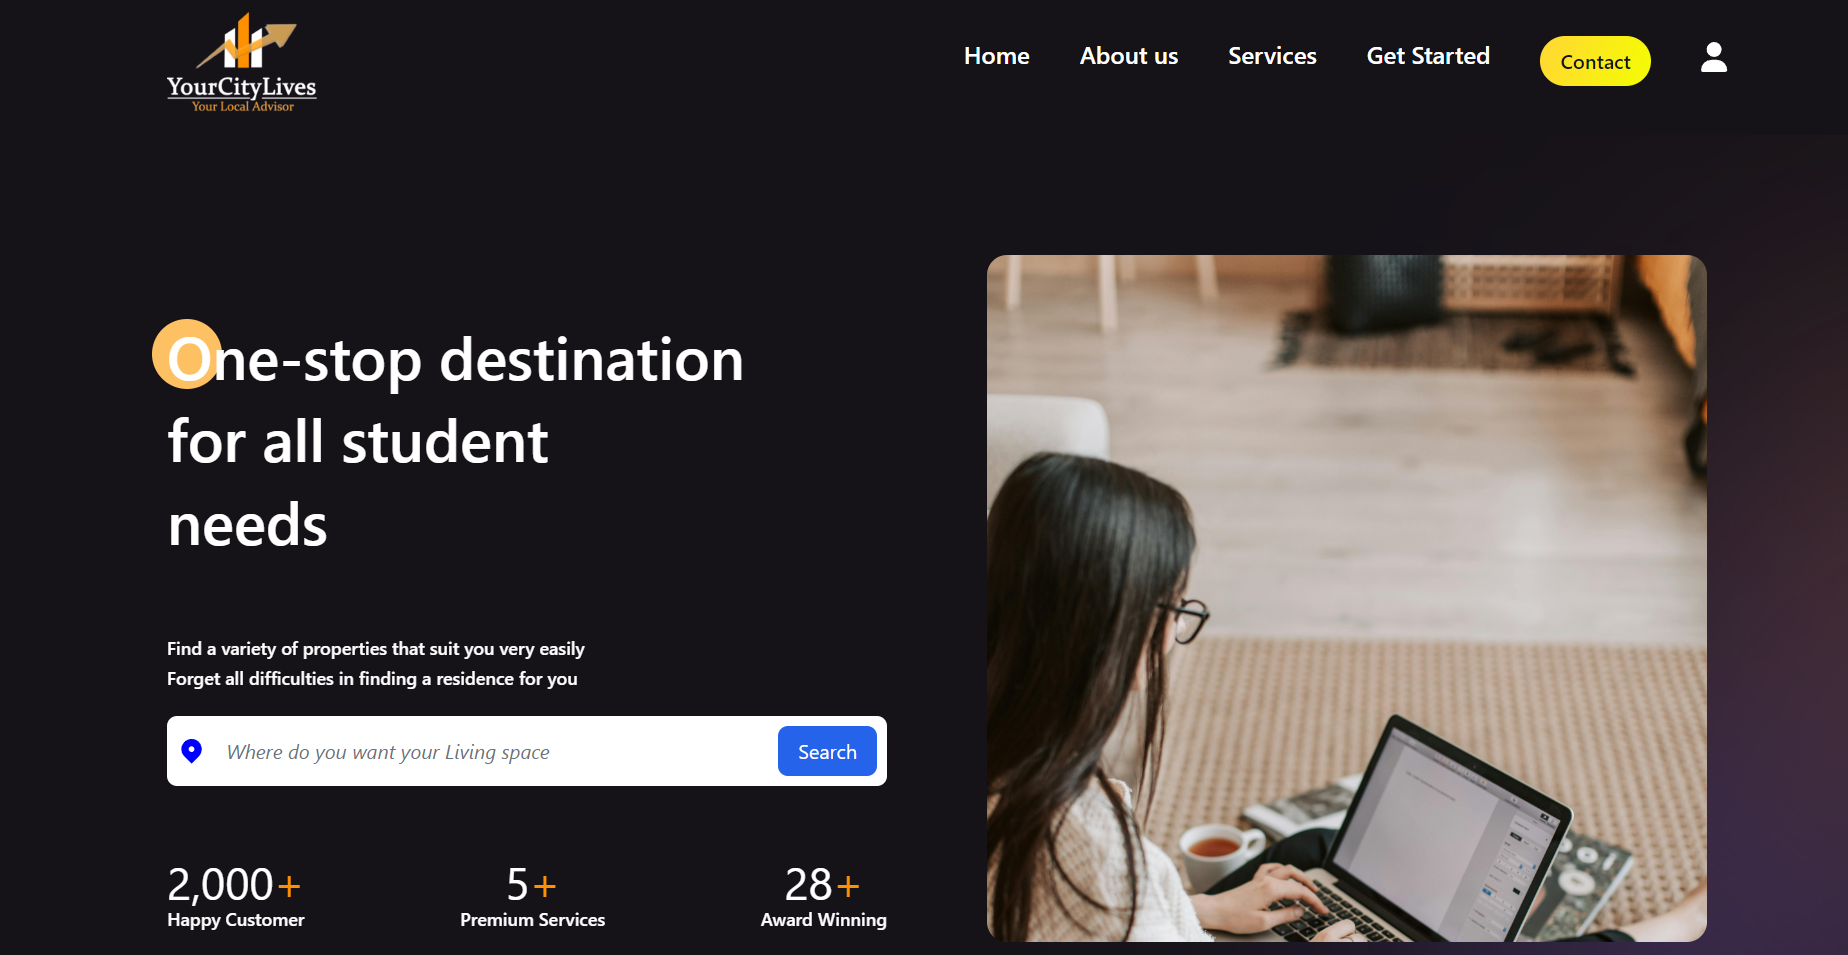 YourCityLives
Your Local Advisor
Home
About us
Services
Get Started
Contact
One-stop destination
for all student
needs
Find a variety of properties that suit you very easily
Forget all difficulties in finding a residence for you
Where do you want your Living space
Search
2,000+
Happy Customer
5+
Premium Services
28+
Award Winning